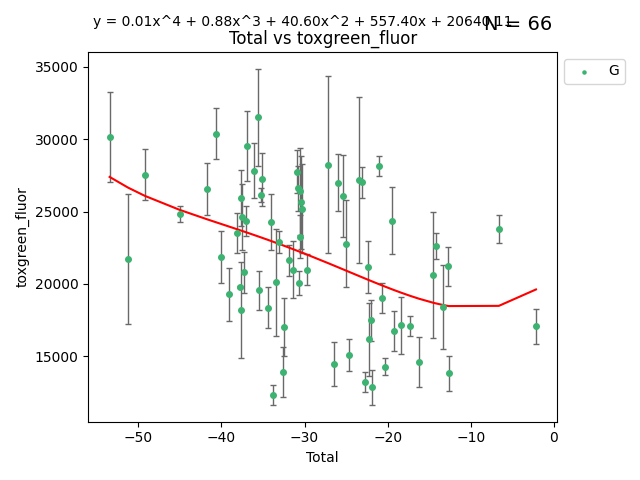 y = 0.01x^4 + 0.88x^3 + 40.60x^2 + 557.40x + 20640.11
N = 66
Total vs toxgreen_fluor
G
35000
30000
25000
20000
15000
toxgreen_fluor
−50
−40
−30
−20
−10
0
Total